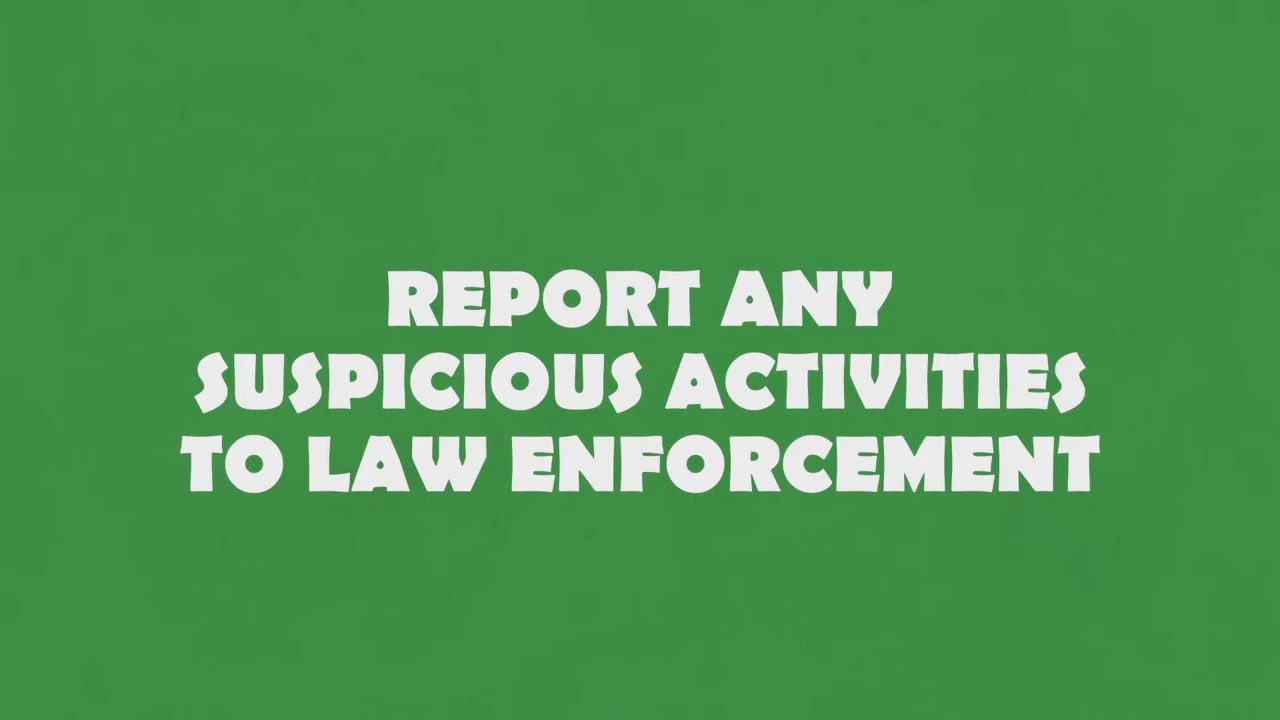 REPORT ANY
SUSPICIOUS ACTIVITIES
TO LAW ENFORCEMENT